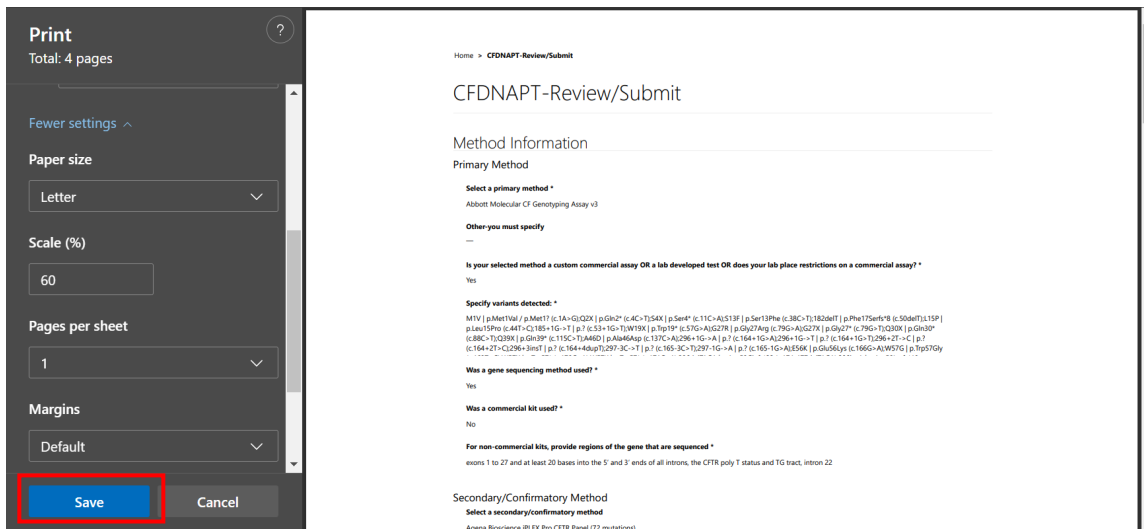 Print
?
Total: 4 pages
Fewer settings
Paper size
Letter
Scale (%)
60
Pages per sheet
1
Margins
Default
Save
Cancel
Home > CFDNAPT-Review/Submit
CFDNAPT-Review/Submit
Method Information
Primary Method
Select a primary method *
Abbott Molecular CF Genotyping Assay v3
Other-you must specify
—
Is your selected method a custom commercial assay OR a lab developed test OR does your lab place restrictions on a commercial assay? *
Yes
Specify variants detected: *
M1V | p.Met1Val / p.Met1? (c.1A>G);Q2X | p.Gln2* (c.4C>T);S4X | p.Ser4* (c.11C>A);S13F | p.Ser13Phe (c.38C>T);182delT | p.Phe17Serfs*8 (c.50delT);L15P |
p.Leu15Pro (c.44T>C);185+1G->T | p.? (c.53+1G>T);W19X | p.Trp19* (c.57G>A);G27R | p.Gly27Arg (c.79G>A);G27X | p.Gly27* (c.79G>T);Q30X | p.Gln30*
(c.88C>T);Q39X | p.Gln39* (c.115C>T);A46D | p.Ala46Asp (c.137C>A);296+1G->A | p.? (c.164+1G>A);296+1G->T | p.? (c.164+1G>T);296+2T->C | p.?
(c.164+2T>C);296+3insT | p.? (c.164+4dupT);297-3C->T | p.? (c.165-3C>T);297-1G->A | p.? (c.165-1G>A);E56K | p.Glu56Lys (c.166G>A);W57G | p.Trp57Gly
Was a gene sequencing method used? *
Yes
Was a commercial kit used? *
No
For non-commercial kits, provide regions of the gene that are sequenced *
exons 1 to 27 and at least 20 bases into the 5' and 3' ends of all introns, the CFTR poly T status and TG tract, intron 22
Secondary/Confirmatory Method
Select a secondary/confirmatory method
Agena Bioscience iPLEX Pro CFTR Panel (72 mutations)